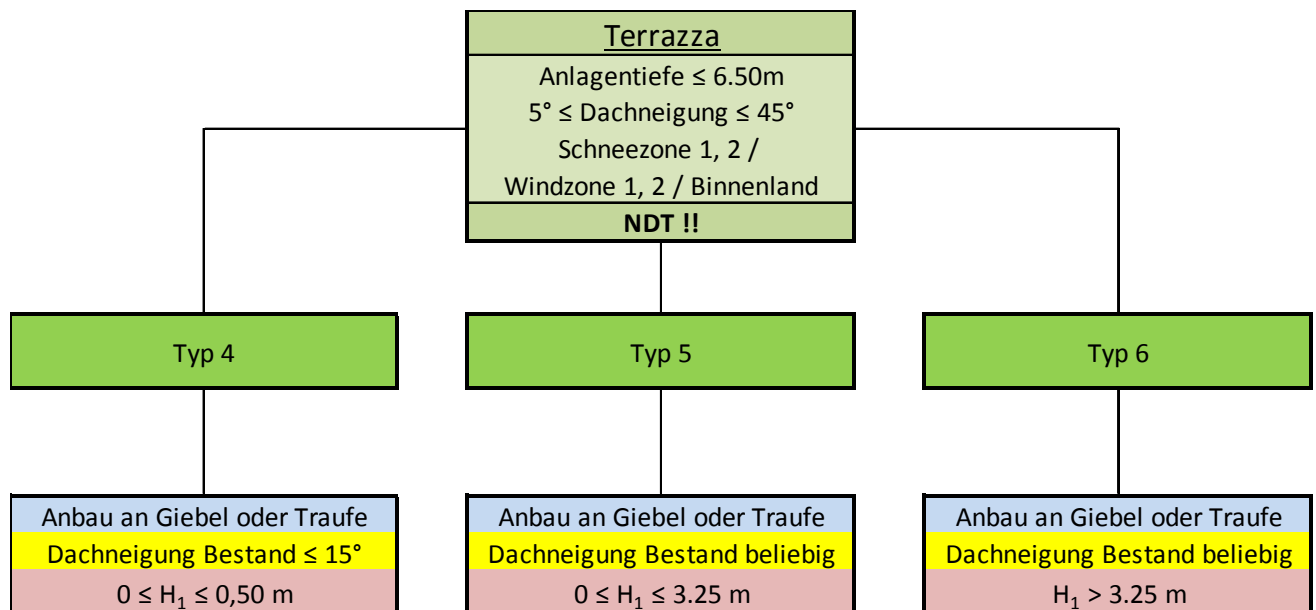 Terrazza
Anlagentiefe ≤ 6.50m
5° ≤ Dachneigung ≤ 45°
Schneezone 1, 2 /
Windzone 1, 2 / Binnenland
NDT !!
Typ 4
Typ 5
Typ 6
Anbau an Giebel oder Traufe
Dachneigung Bestand ≤ 15°
0 ≤ H₁ ≤ 0,50 m
Anbau an Giebel oder Traufe
Dachneigung Bestand beliebig
0 ≤ H₁ ≤ 3.25 m
Anbau an Giebel oder Traufe
Dachneigung Bestand beliebig
H₁ > 3.25 m